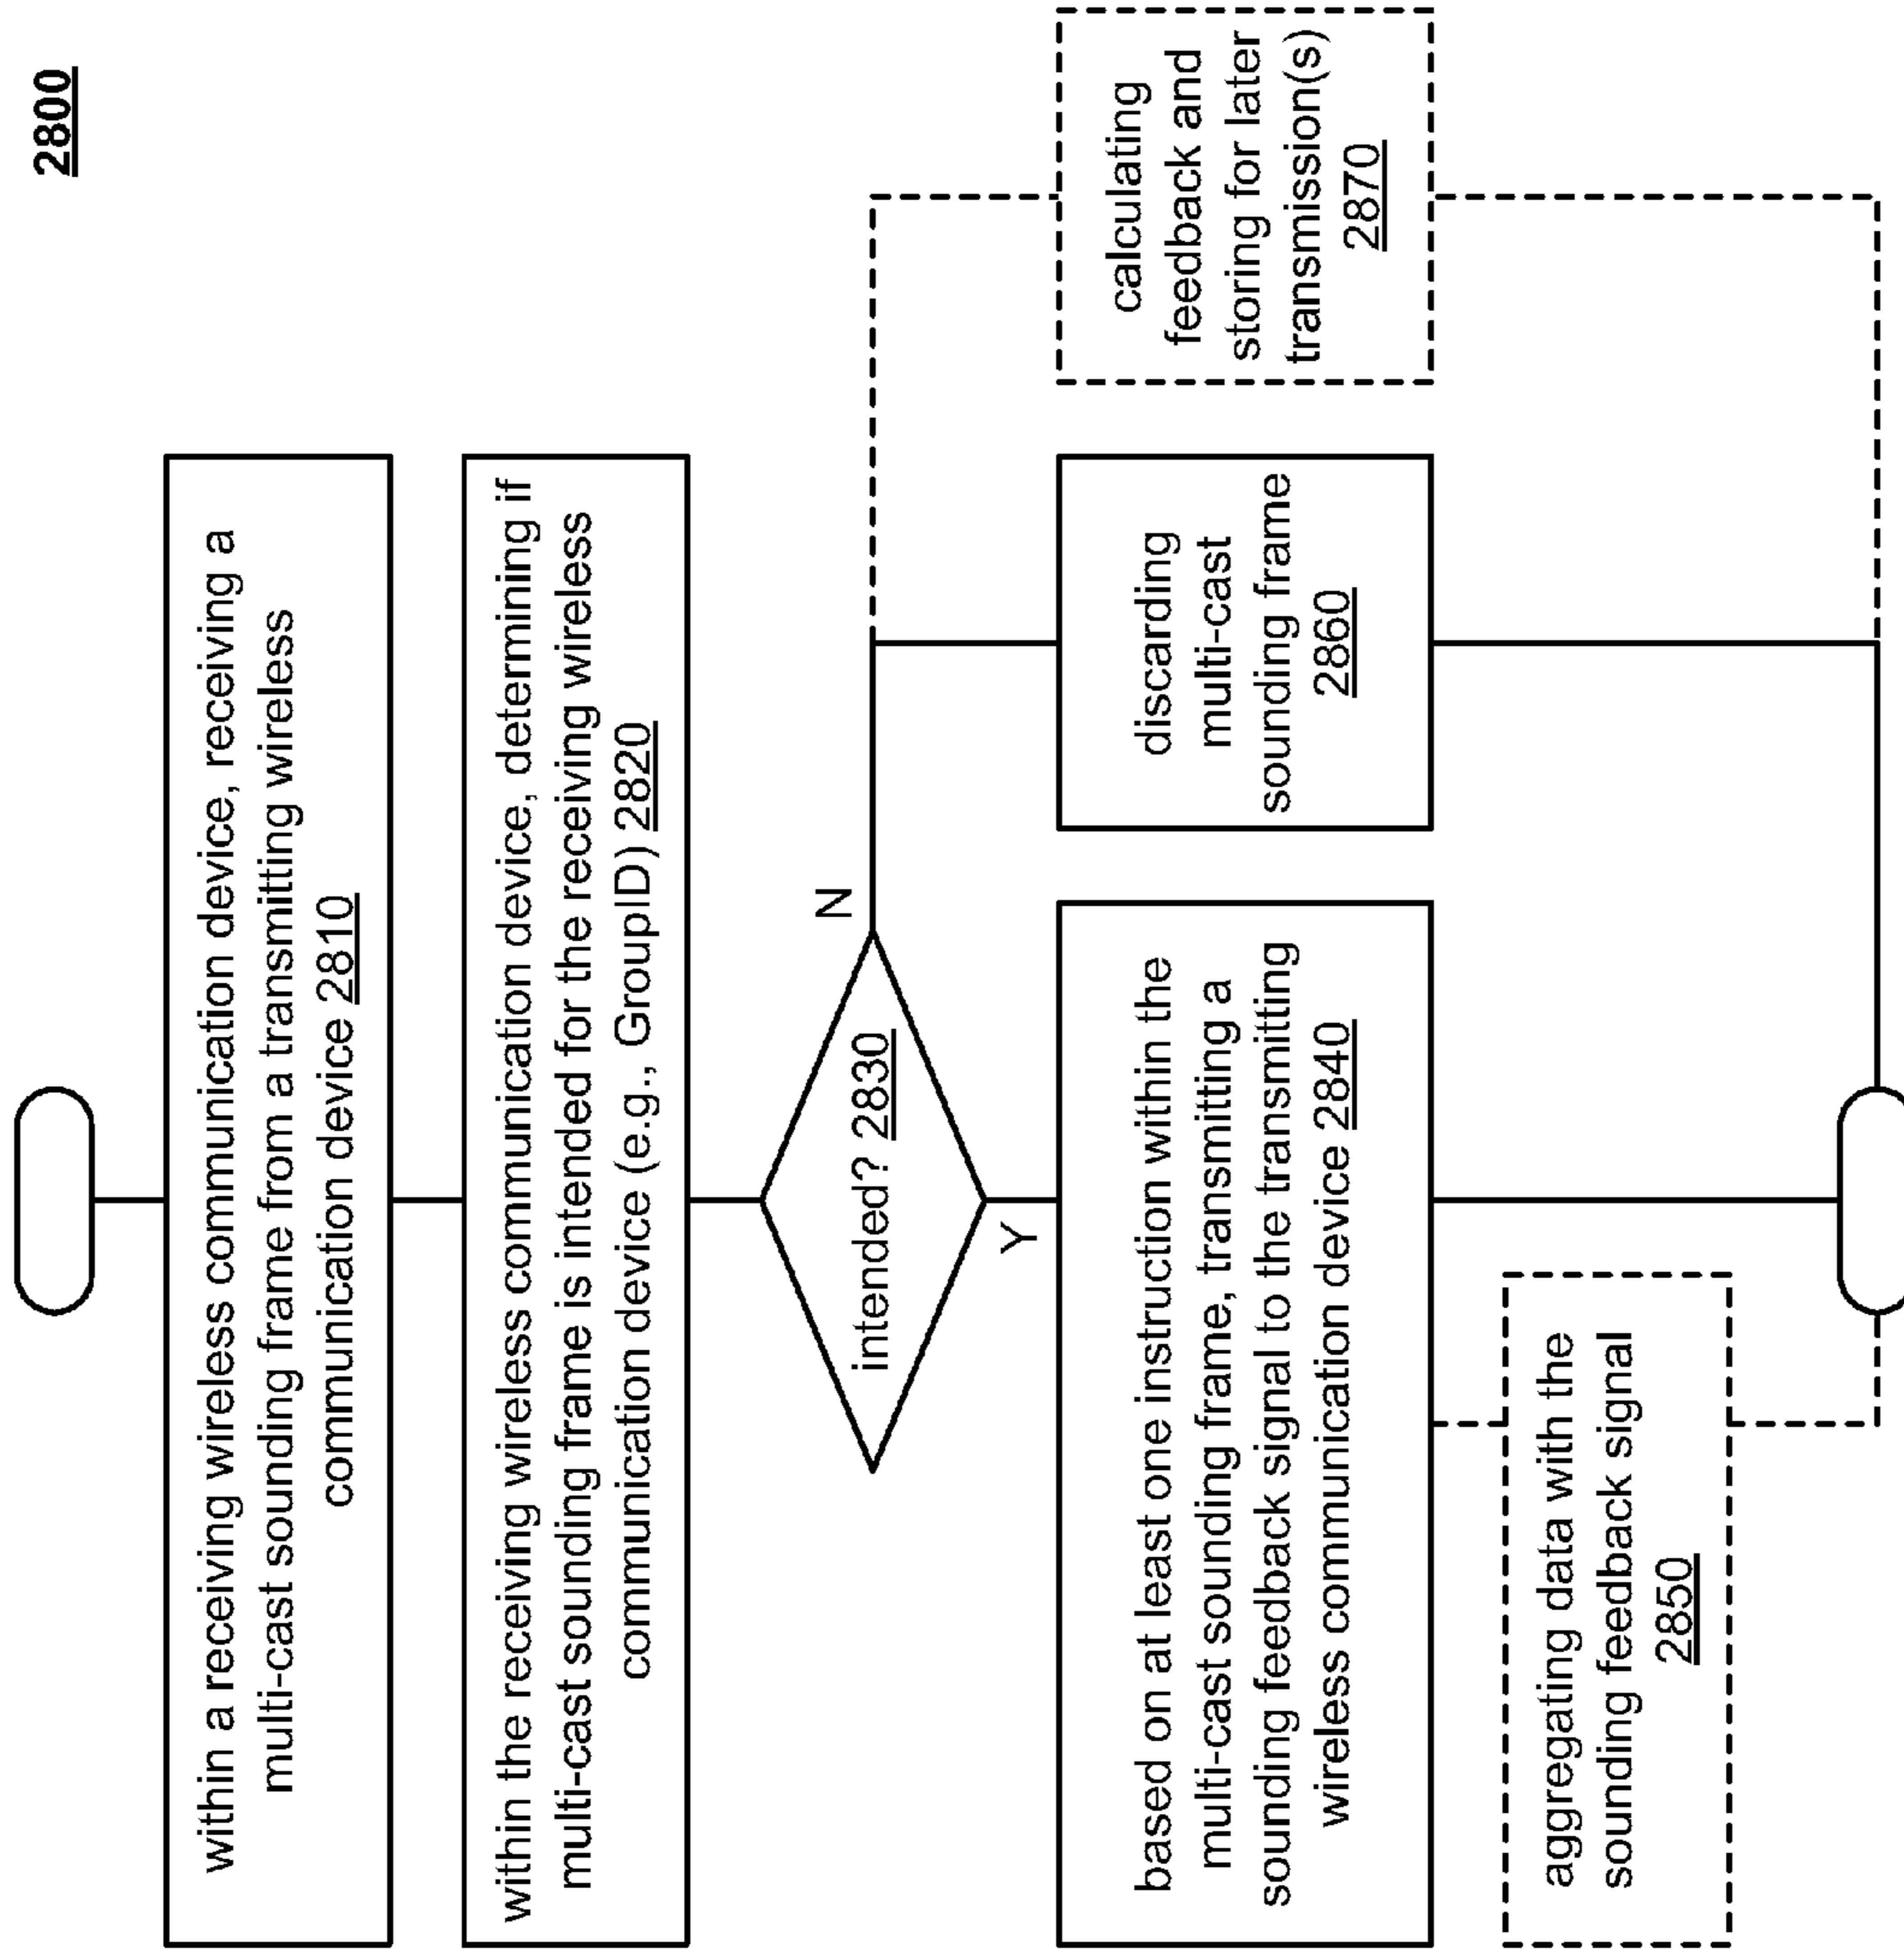 2800
within a receiving wireless communication device, receiving a
multi-cast sounding frame from a transmitting wireless
communication device 2810
within the receiving wireless communication device, determining if
multi-cast sounding frame is intended for the receiving wireless
communication device (e.g., GroupID) 2820
intended? 2830
N
Y
based on at least one instruction within the
multi-cast sounding frame, transmitting a
sounding feedback signal to the transmitting
wireless communication device 2840
discarding
multi-cast
sounding frame
2860
calculating
feedback and
storing for later
transmission(s)
2870
aggregating data with the
sounding feedback signal
2850